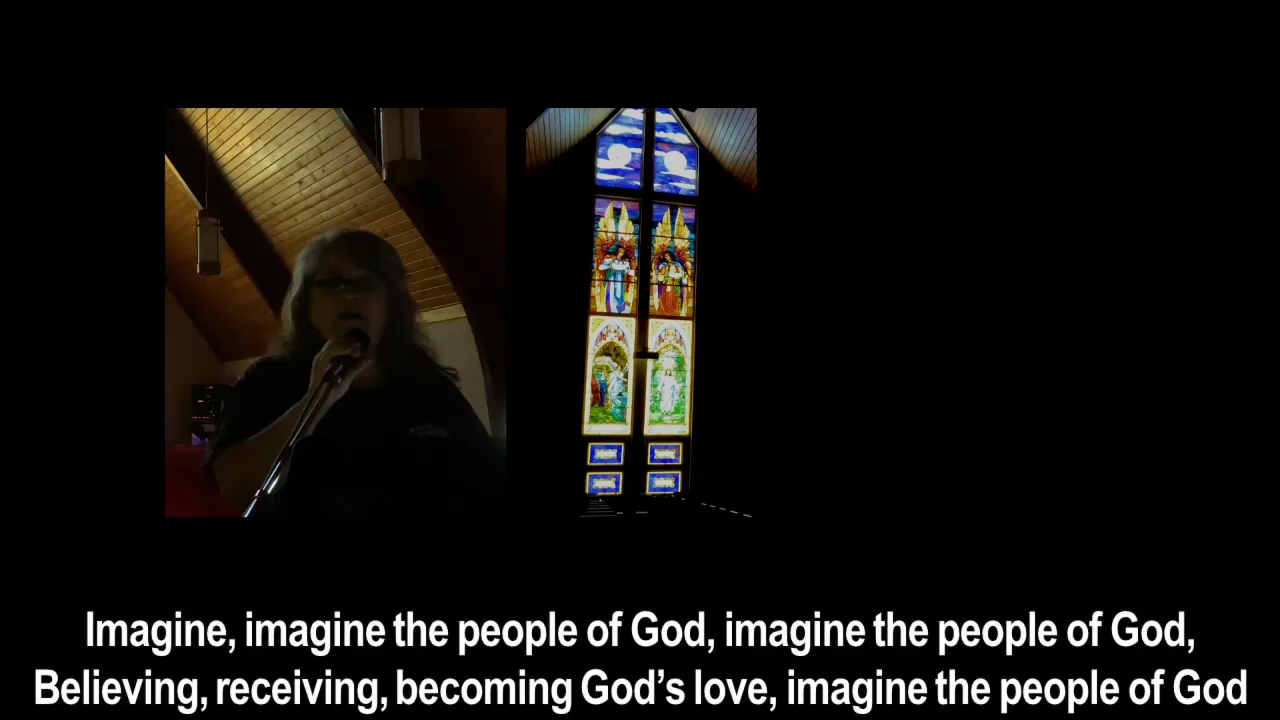 Imagine, imagine the people of God, imagine the people of God,
Believing, receiving, becoming God’s love, imagine the people of God